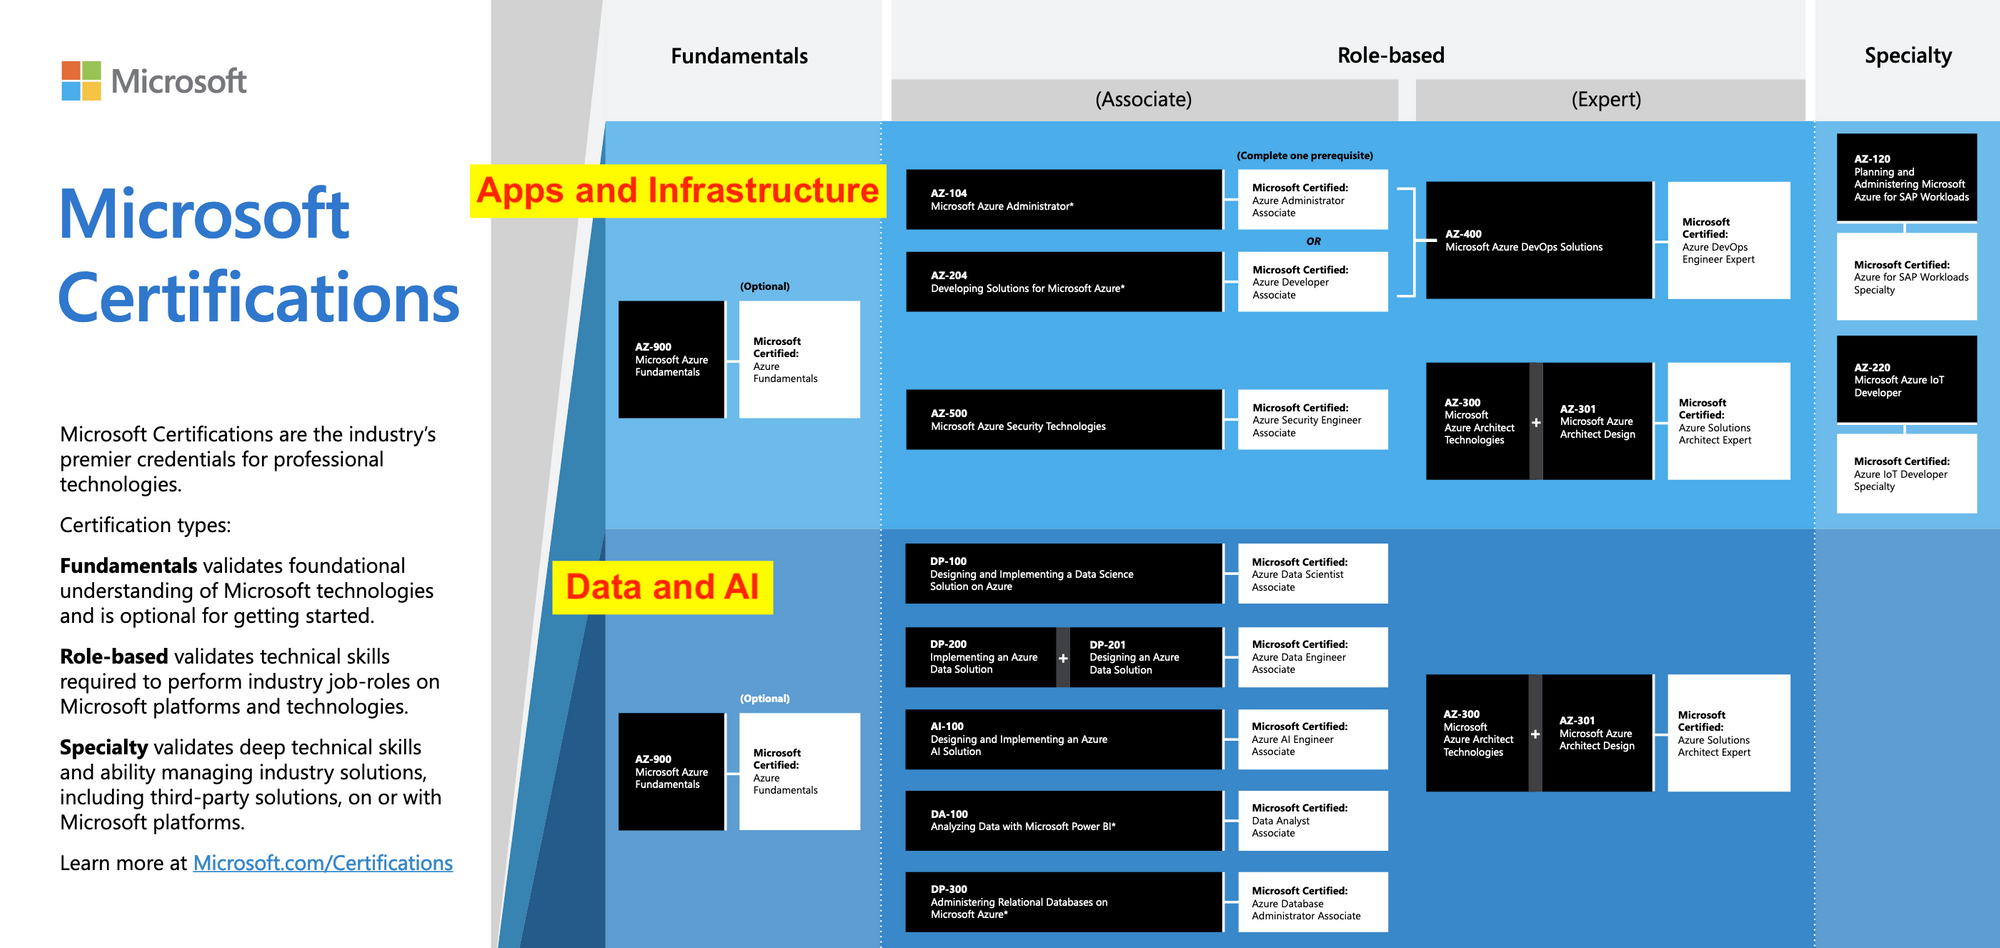 Microsoft
Microsoft
Certifications
Microsoft Certifications are the industry's
premier credentials for professional
technologies.
Certification types:
Fundamentals validates foundational
understanding of Microsoft technologies
and is optional for getting started.
Role-based validates technical skills
required to perform industry job-roles on
Microsoft platforms and technologies.
Specialty validates deep technical skills
and ability managing industry solutions,
including third-party solutions, on or with
Microsoft platforms.
Learn more at Microsoft.com/Certifications
Fundamentals
Role-based
Specialty
(Associate)
(Expert)
Apps and Infrastructure
(Optional)
AZ-900
Microsoft Azure
Fundamentals
Microsoft
Certified:
Azure
Fundamentals
(Complete one prerequisite)
AZ-104
Microsoft Azure Administrator*
Microsoft Certified:
Azure Administrator
Associate
OR
AZ-204
Developing Solutions for Microsoft Azure*
Microsoft Certified:
Azure Developer
Associate
AZ-400
Microsoft Azure DevOps Solutions
Microsoft
Certified:
Azure DevOps
Engineer Expert
AZ-500
Microsoft Azure Security Technologies
Microsoft Certified:
Azure Security Engineer
Associate
AZ-300
Microsoft
Azure Architect
Technologies
+
AZ-301
Microsoft Azure
Architect Design
Microsoft
Certified:
Azure Solutions
Architect Expert
AZ-120
Planning and
Administering Microsoft
Azure for SAP Workloads
Microsoft Certified:
Azure for SAP Workloads
Specialty
AZ-220
Microsoft Azure IoT
Developer
Microsoft Certified:
Azure IoT Developer
Specialty
Data and AI
(Optional)
AZ-900
Microsoft Azure
Fundamentals
Microsoft
Certified:
Azure
Fundamentals
DP-100
Designing and Implementing a Data Science
Solution on Azure
Microsoft Certified:
Azure Data Scientist
Associate
DP-200
Implementing an Azure
Data Solution
+
DP-201
Designing an Azure
Data Solution
Microsoft Certified:
Azure Data Engineer
Associate
AI-100
Designing and Implementing an Azure
AI Solution
Microsoft Certified:
Azure AI Engineer
Associate
DA-100
Analyzing Data with Microsoft Power BI*
Microsoft Certified:
Data Analyst
Associate
DP-300
Administering Relational Databases on
Microsoft Azure*
Microsoft Certified:
Azure Database
Administrator Associate
AZ-300
Microsoft
Azure Architect
Technologies
+
AZ-301
Microsoft Azure
Architect Design
Microsoft
Certified:
Azure Solutions
Architect Expert